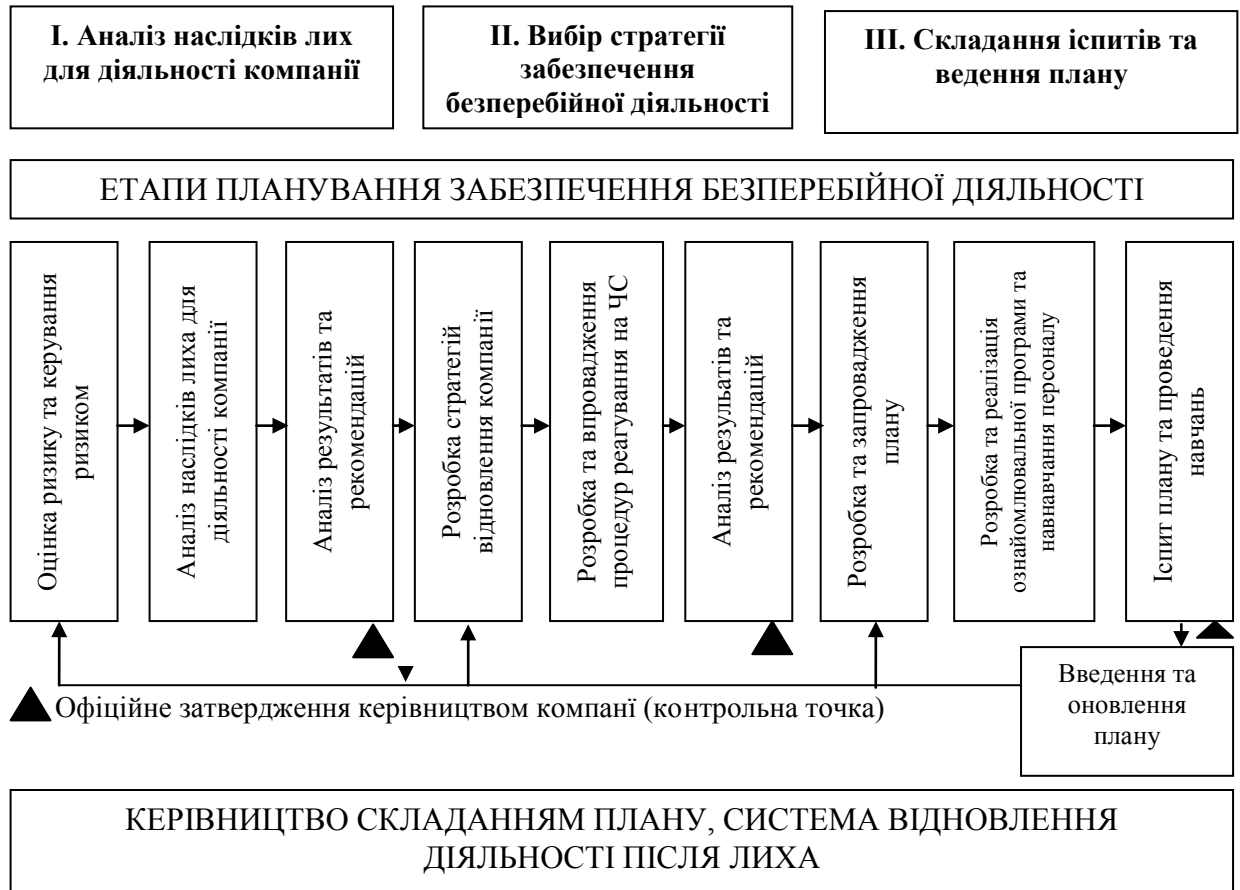 I. Аналіз наслідків лих
для діяльності компанії
II. Вибір стратегії
забезпечення
безперебійної діяльності
III. Складання іспитів та
ведення плану
ЕТАПИ ПЛАНУВАННЯ ЗАБЕЗПЕЧЕННЯ БЕЗПЕРЕБІЙНОЇ ДІЯЛЬНОСТІ
Оцінка ризику та керування
ризиком
Аналіз наслідків лиха для
діяльності компанії
Аналіз результатів та
рекомендацій
Розробка стратегій
відновлення компанії
Розробка та впровадження
процедур реагування на ЧС
Аналіз резульатів та
рекомендацій
Розробка та запровадження
плану
Розробка та реалізація
ознайомлювальної програми та
навнавчання персоналу
Іспит плану та проведення
навчань
Введення та
оновлення
плану
Офіційне затвердження керівництвом компанї (контрольна точка)
КЕРІВНИЦТВО СКЛАДАННЯМ ПЛАНУ, СИСТЕМА ВІДНОВЛЕННЯ
ДІЯЛЬНОСТІ ПІСЛЯ ЛИХА